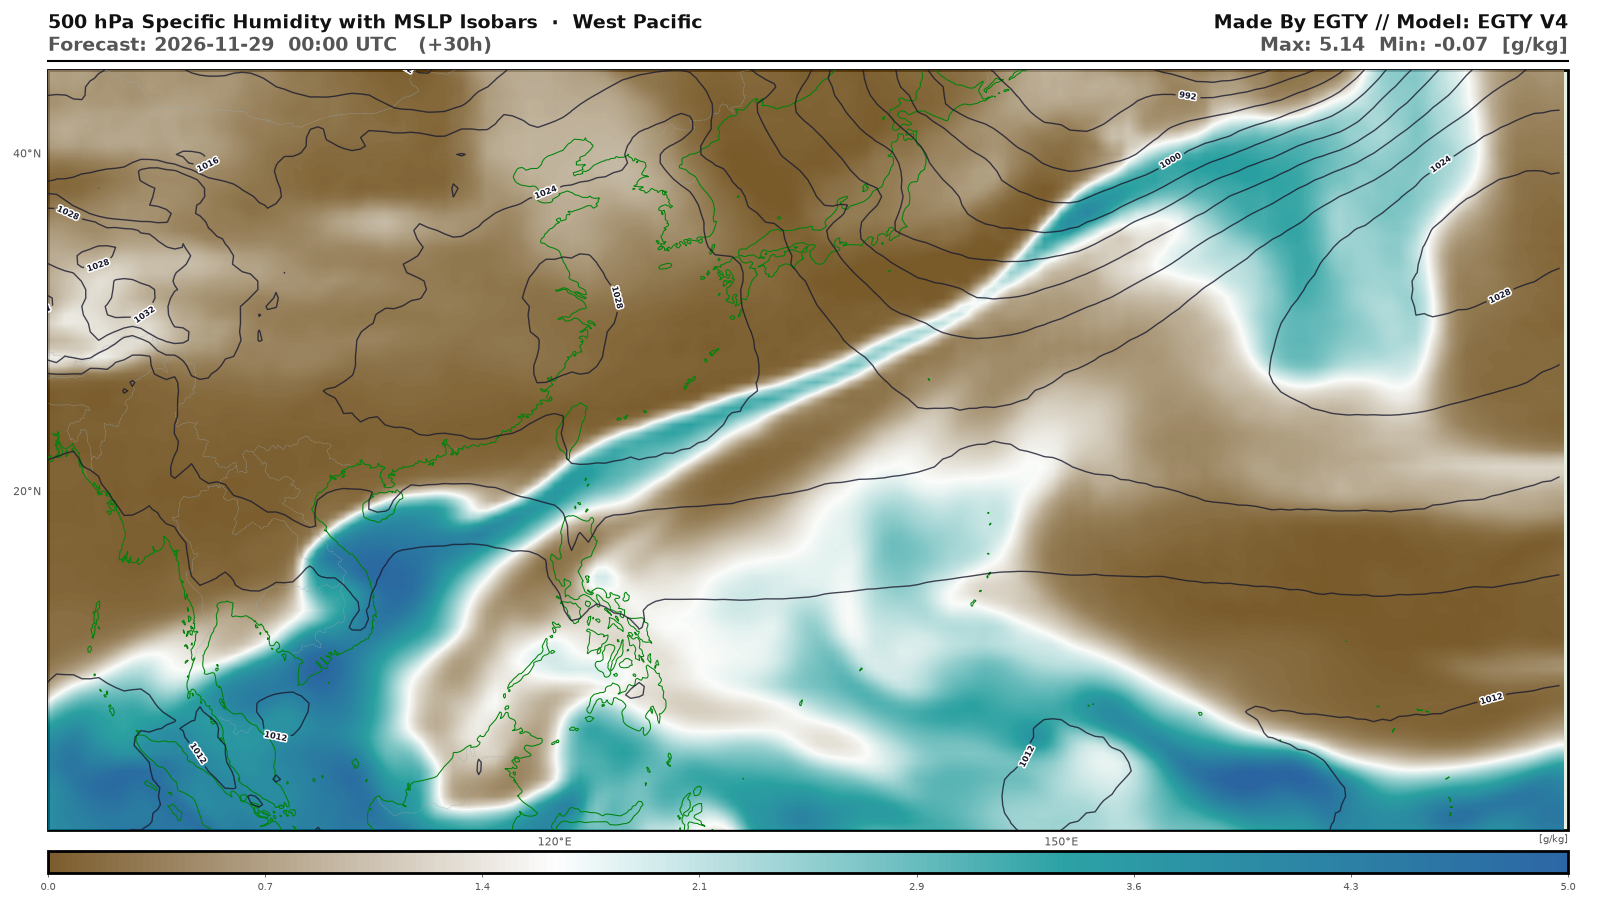 500 hPa Specific Humidity with MSLP Isobars · West Pacific
Made By EGTY // Model: EGTY V4
Forecast: 2026-11-29 00:00 UTC (+30h)
Max: 5.14 Min: -0.07 [g/kg]
992
40°N
1016
1000
1024
1024
1028
1028
1028
1028
1032
20°N
1012
1012
1012
1012
120°E
150°E
[g/kg]
0.0
0.7
1.4
2.1
2.9
3.6
4.3
5.0